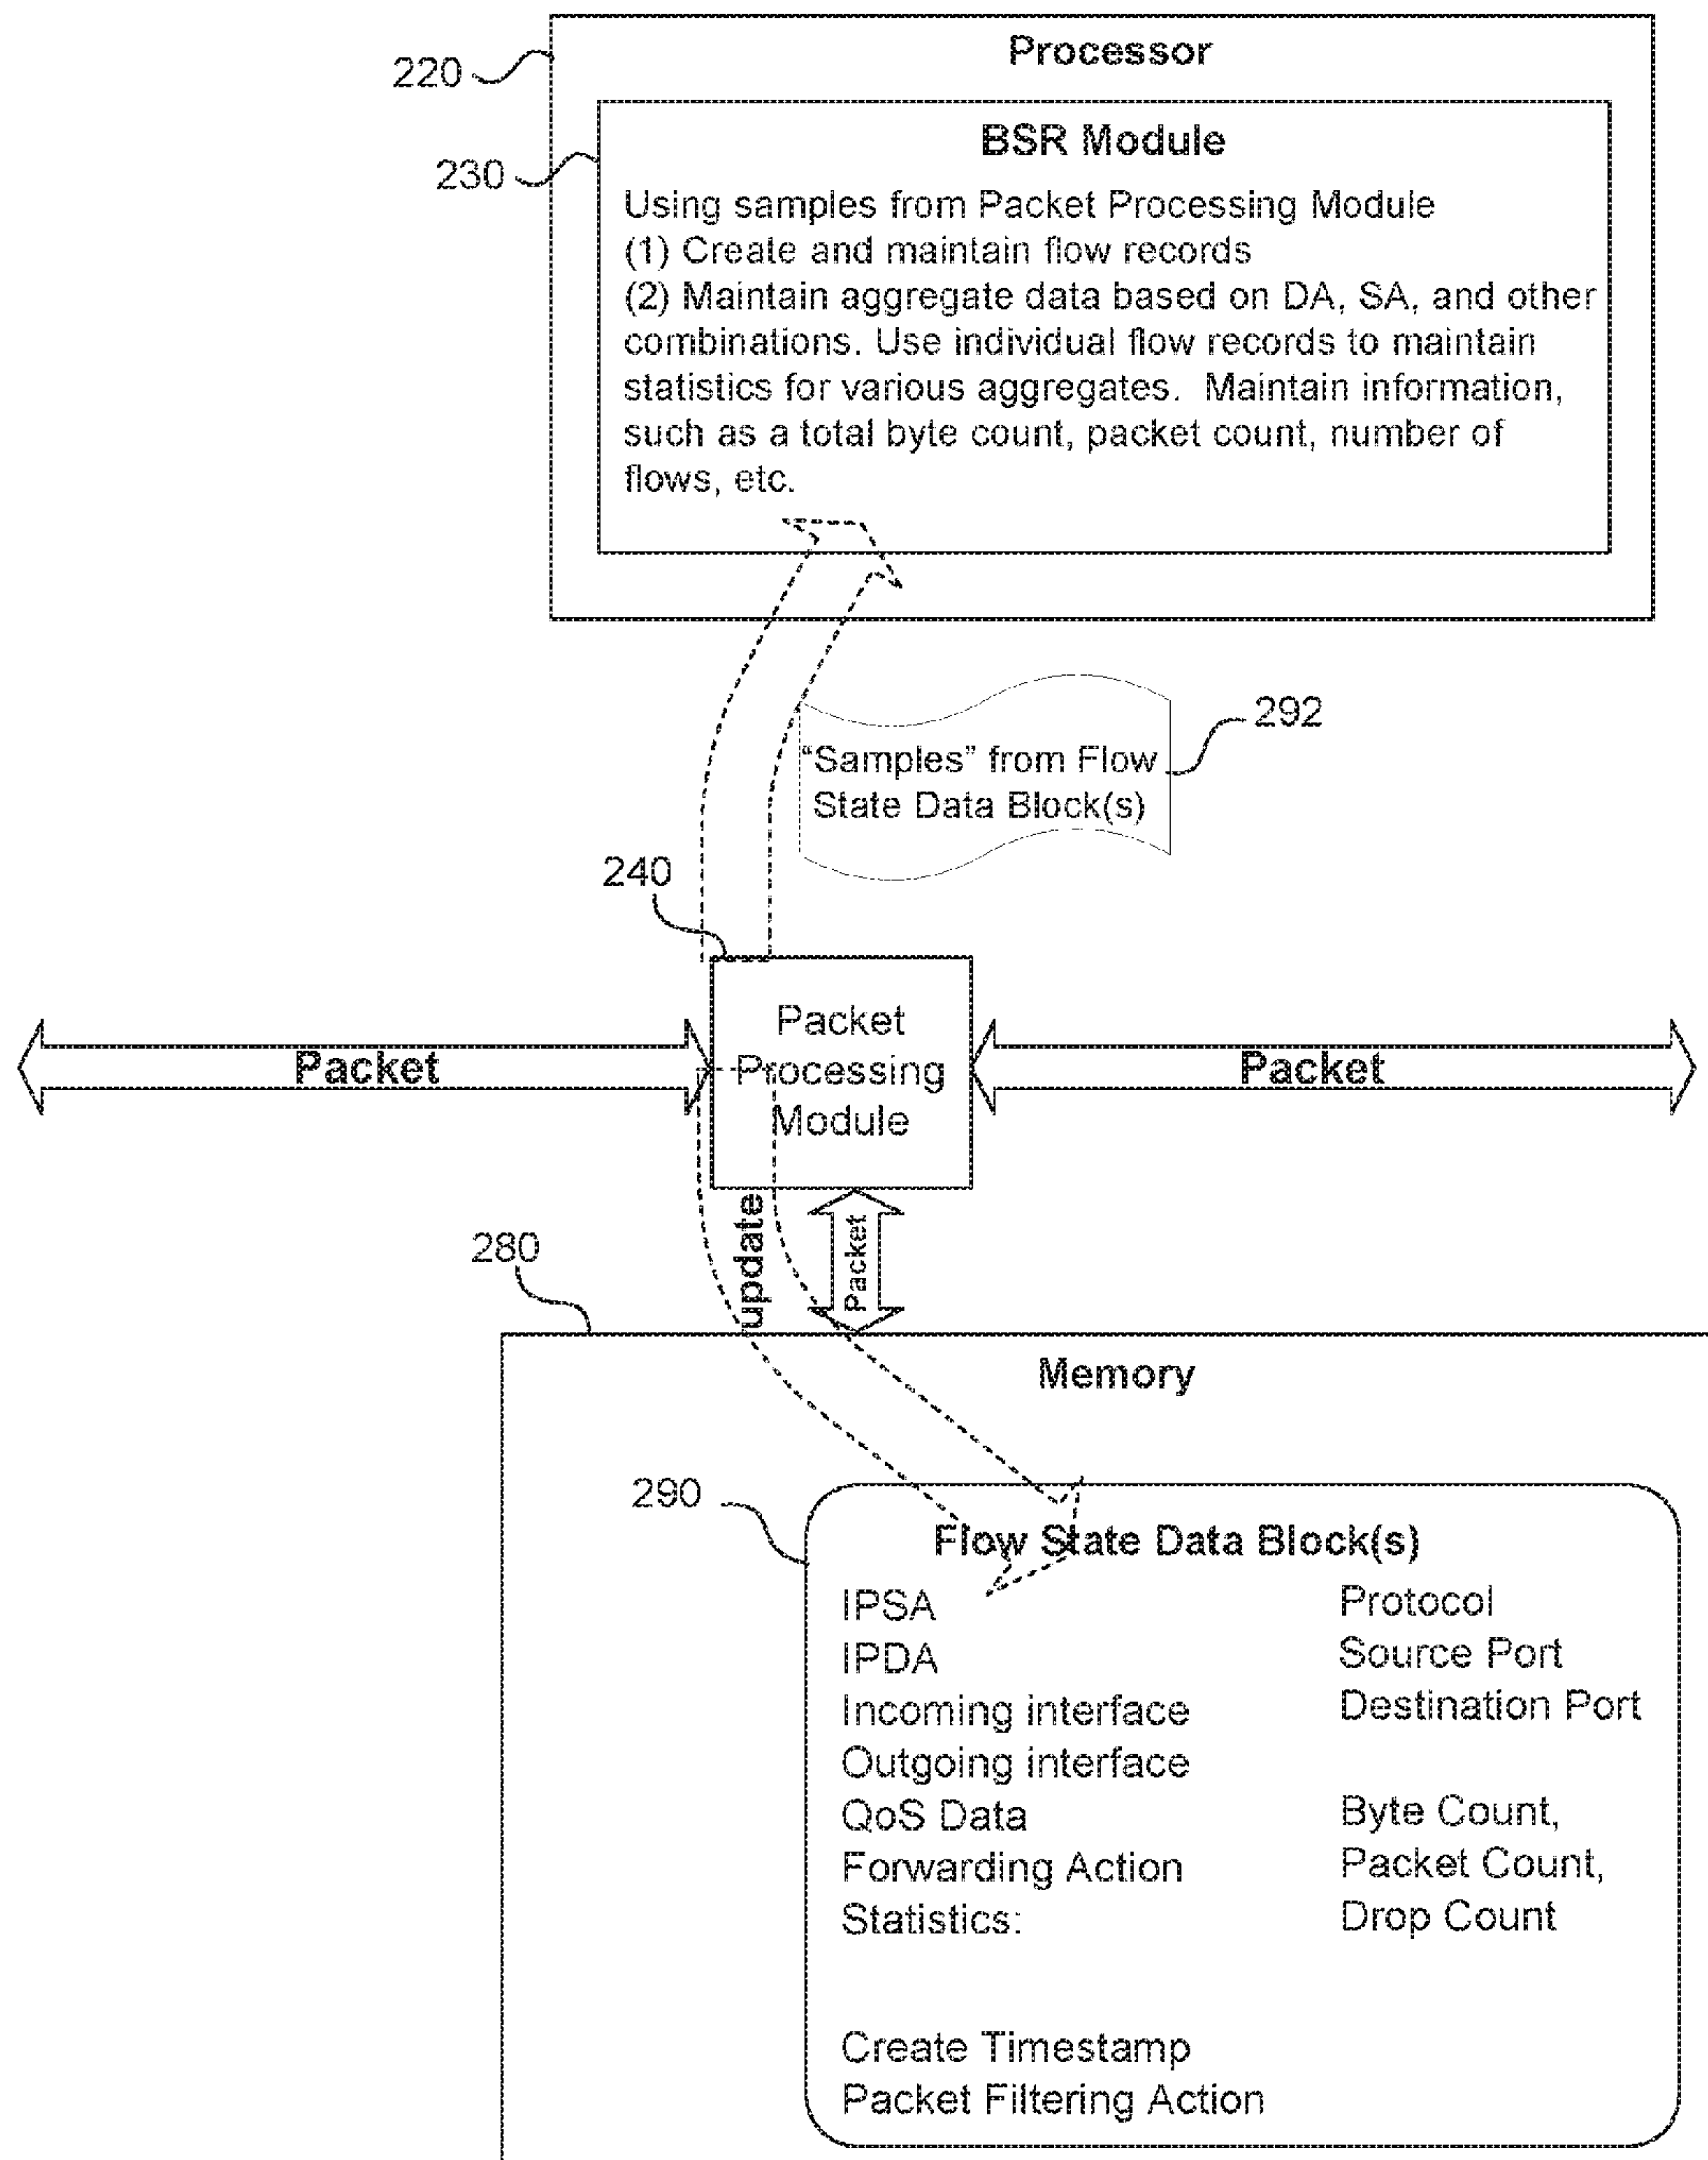 Processor
220
BSR Module
230
Using samples from Packet Processing Module
(1) Create and maintain flow records
(2) Maintain aggregate data based on DA, SA, and other
combinations. Use individual flow records to maintain
statistics for various aggregates.  Maintain information,
such as a total byte count, packet count, number of
flows, etc.
292
“Samples” from Flow
State Data Block(s)
240
Packet
Processing
Module
Packet
Packet
update
Packet
280
Memory
290
Flow State Data Block(s)
IPSA
Protocol
IPDA
Source Port
Incoming interface
Destination Port
Outgoing interface
QoS Data
Byte Count,
Forwarding Action
Packet Count,
Statistics:
Drop Count
Create Timestamp
Packet Filtering Action